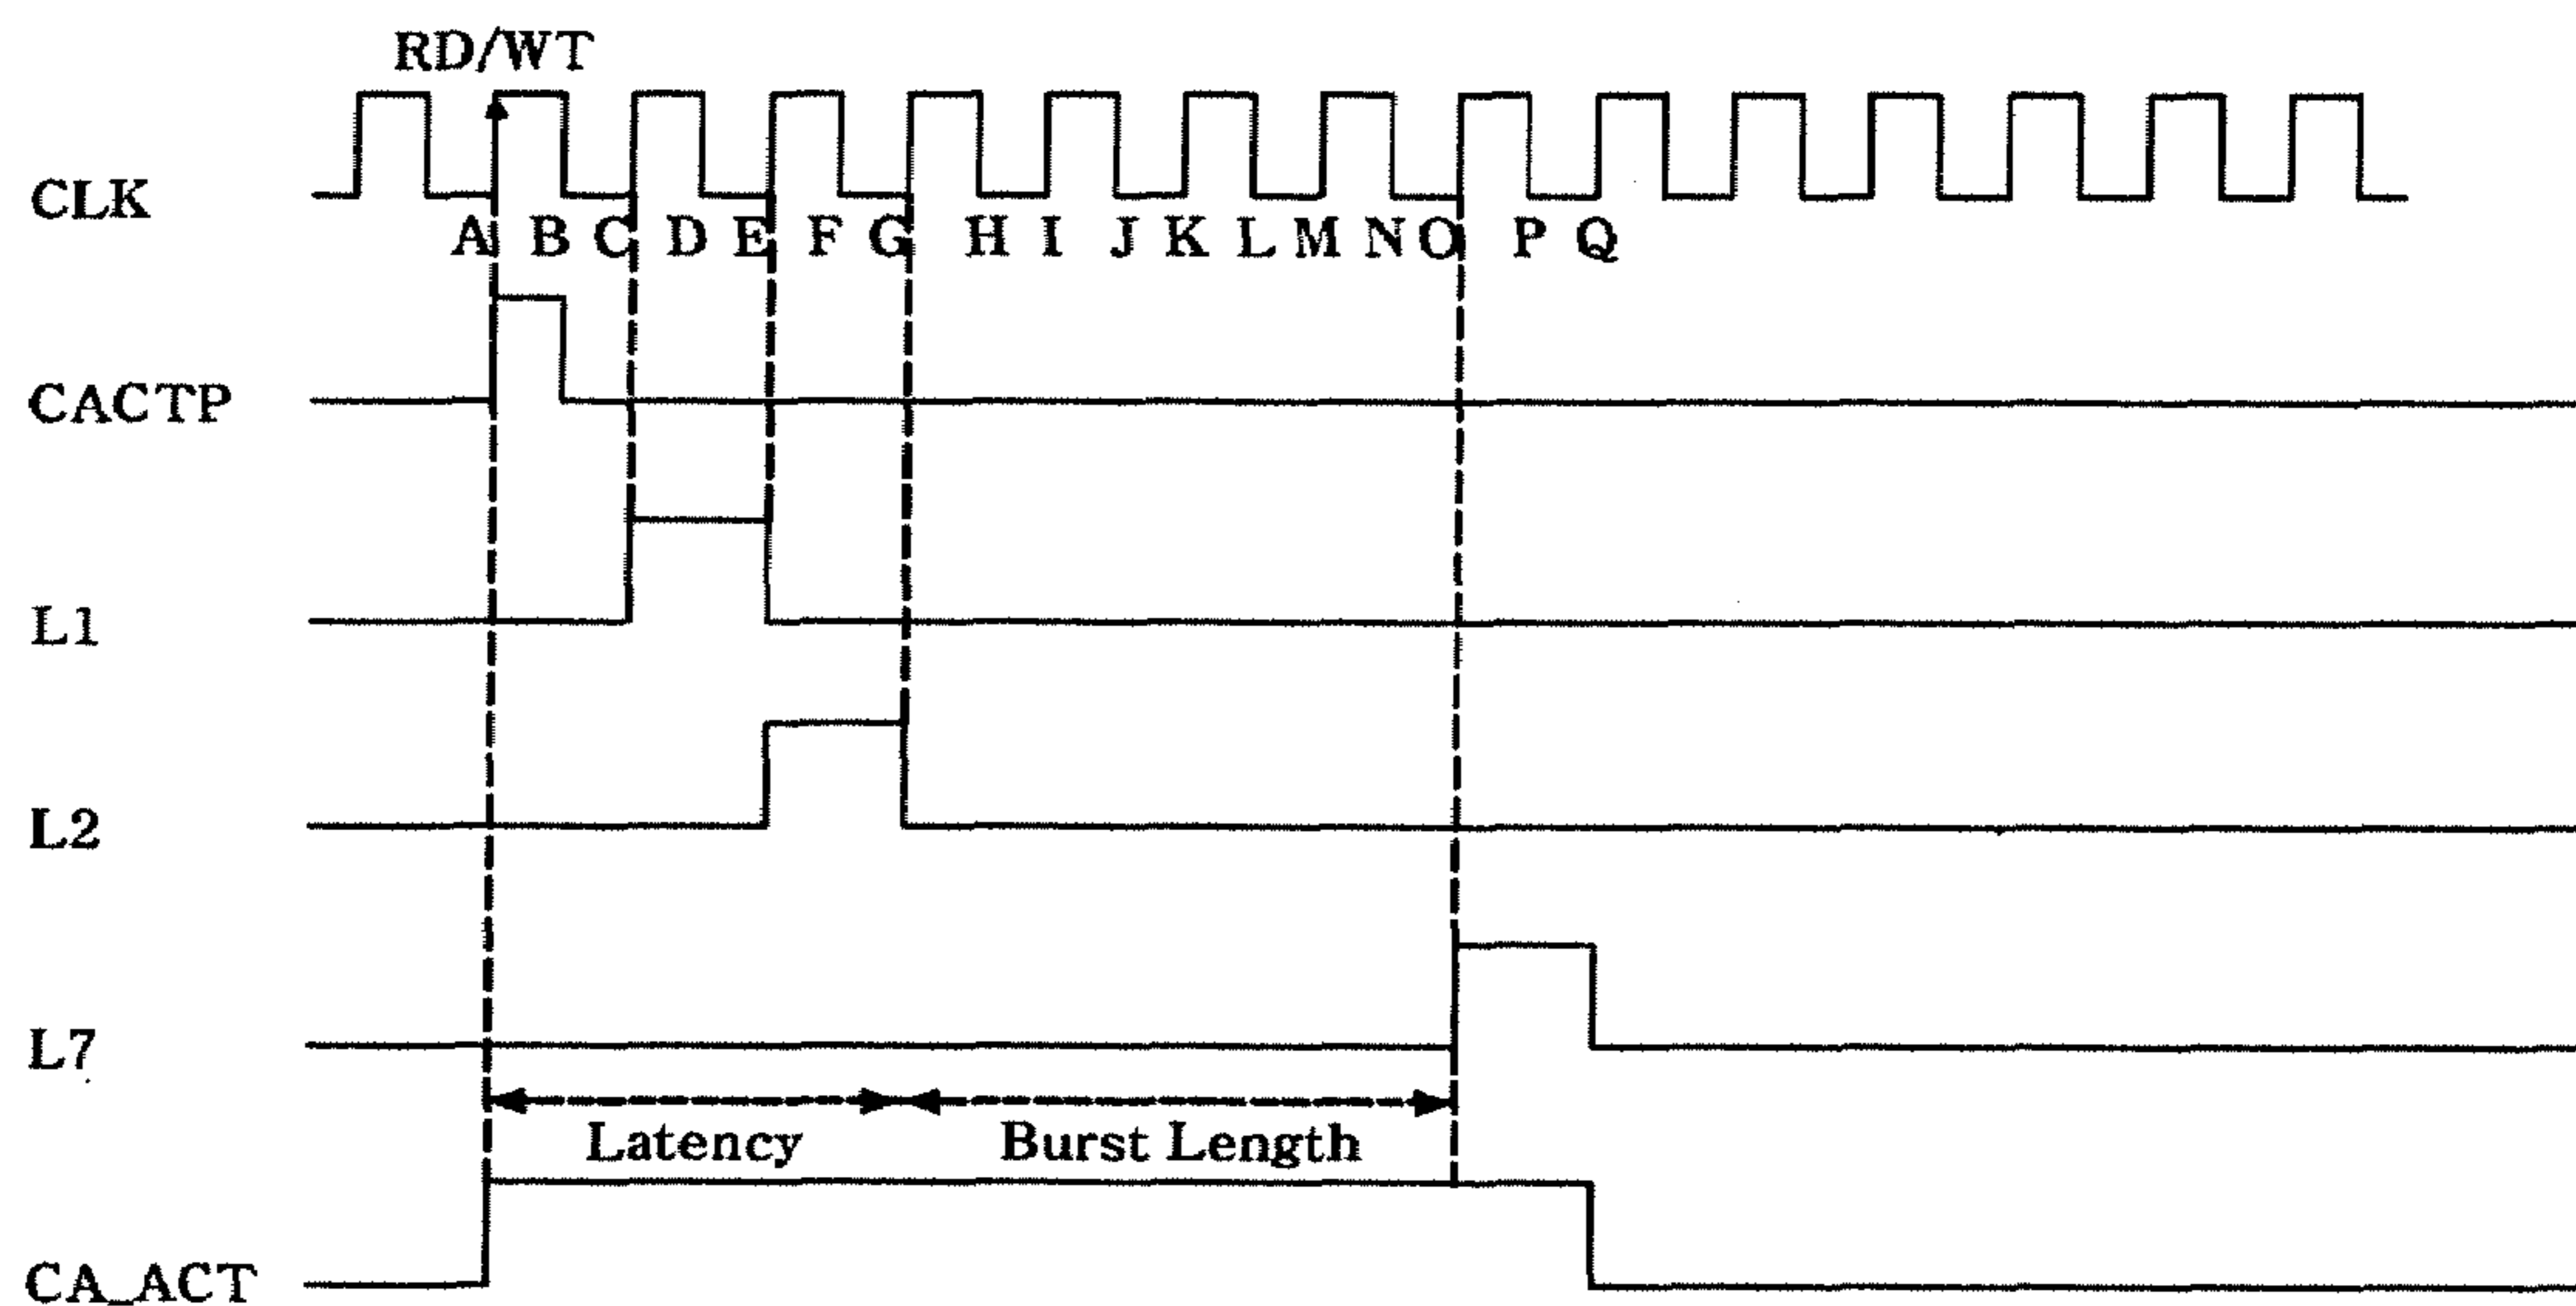 RD/WT
CLK
A B C D E F G H I J K L M N O P Q
CACTP
L1
L2
L7
Latency Burst Length
CA_ACT